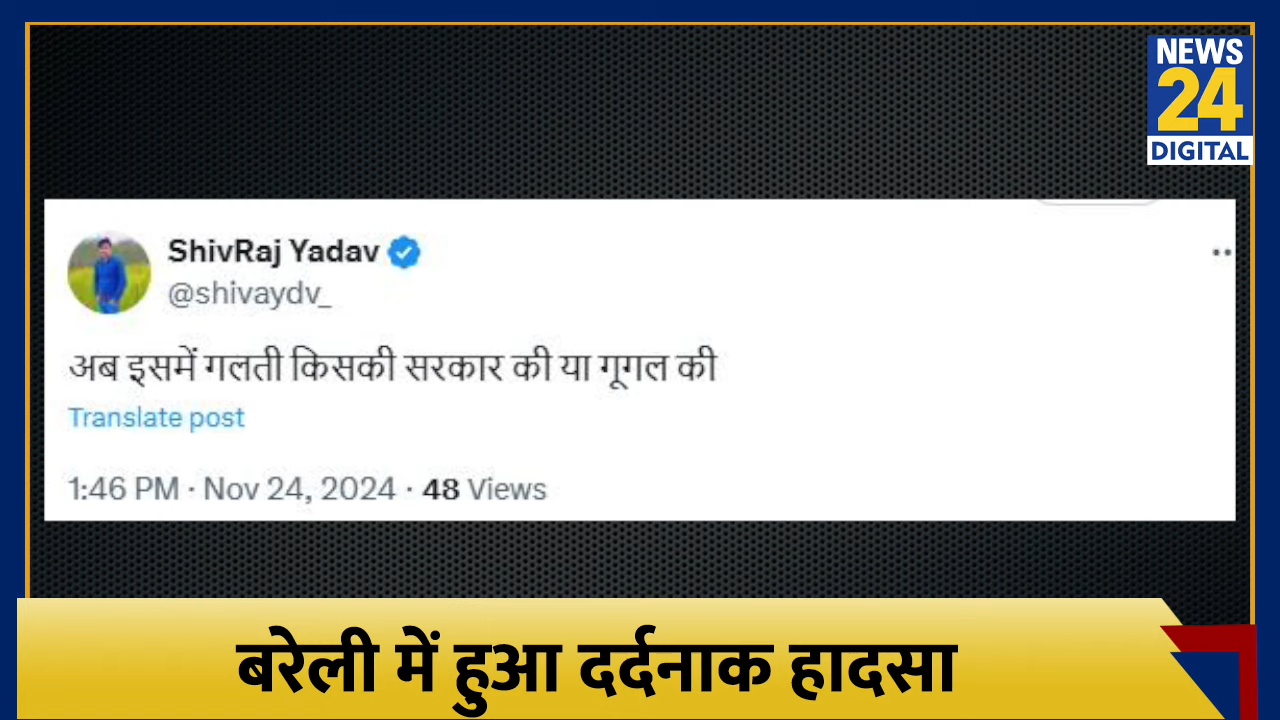 NEWS
24
DIGITAL
ShivRaj Yadav
@shivaydv_
अब इसमें गलती किसकी सरकार की या गूगल की
Translate post
1:46 PM · Nov 24, 2024 · 48 Views
बरेली में हुआ दर्दनाक हादसा